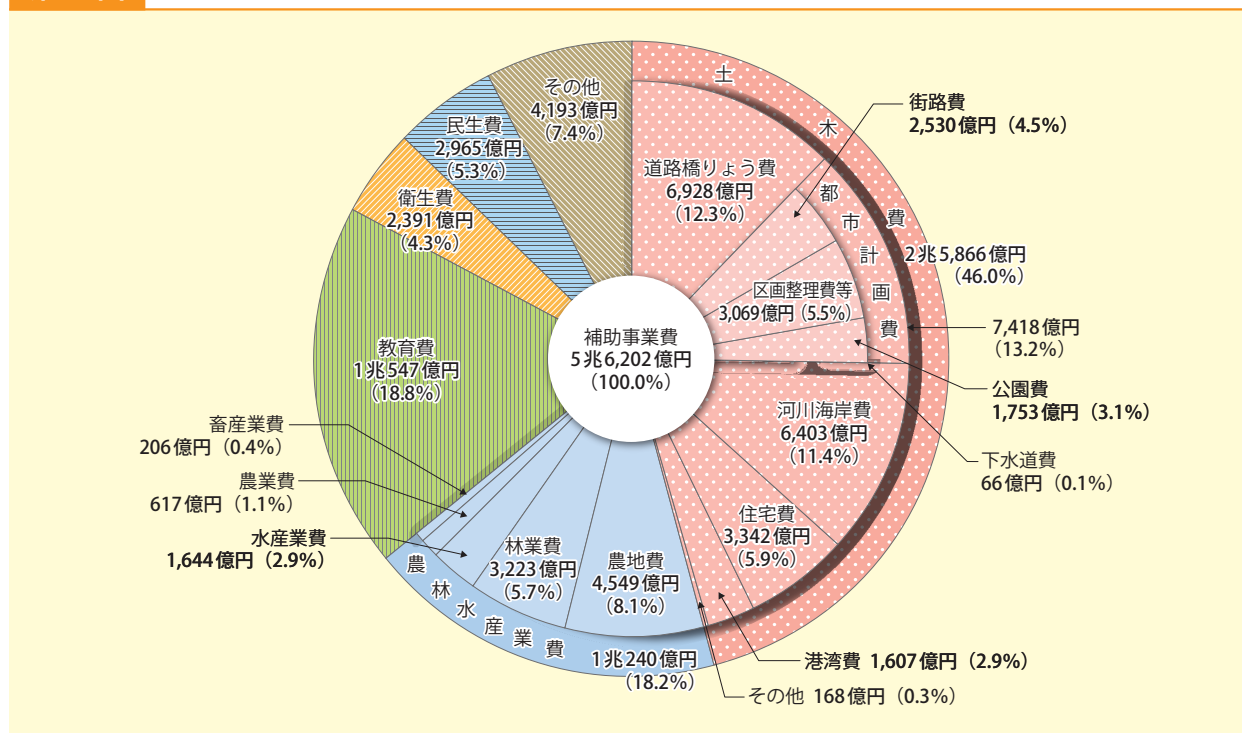 補助事業費
5兆6,202億円
(100.0%)
土木費
2兆5,866億円
(46.0%)
道路橋りょう費
6,928億円
(12.3%)
都市計画費
7,418億円
(13.2%)
街路費
2,530億円(4.5%)
区画整理費等
3,069億円(5.5%)
公園費
1,753億円(3.1%)
下水道費
66億円(0.1%)
河川海岸費
6,403億円
(11.4%)
住宅費
3,342億円
(5.9%)
港湾費 1,607億円(2.9%)
その他 168億円(0.3%)
農林水産業費
1兆240億円
(18.2%)
農地費
4,549億円
(8.1%)
林業費
3,223億円
(5.7%)
水産業費
1,644億円(2.9%)
農業費
617億円(1.1%)
畜産業費
206億円(0.4%)
教育費
1兆547億円
(18.8%)
衛生費
2,391億円
(4.3%)
民生費
2,965億円
(5.3%)
その他
4,193億円
(7.4%)